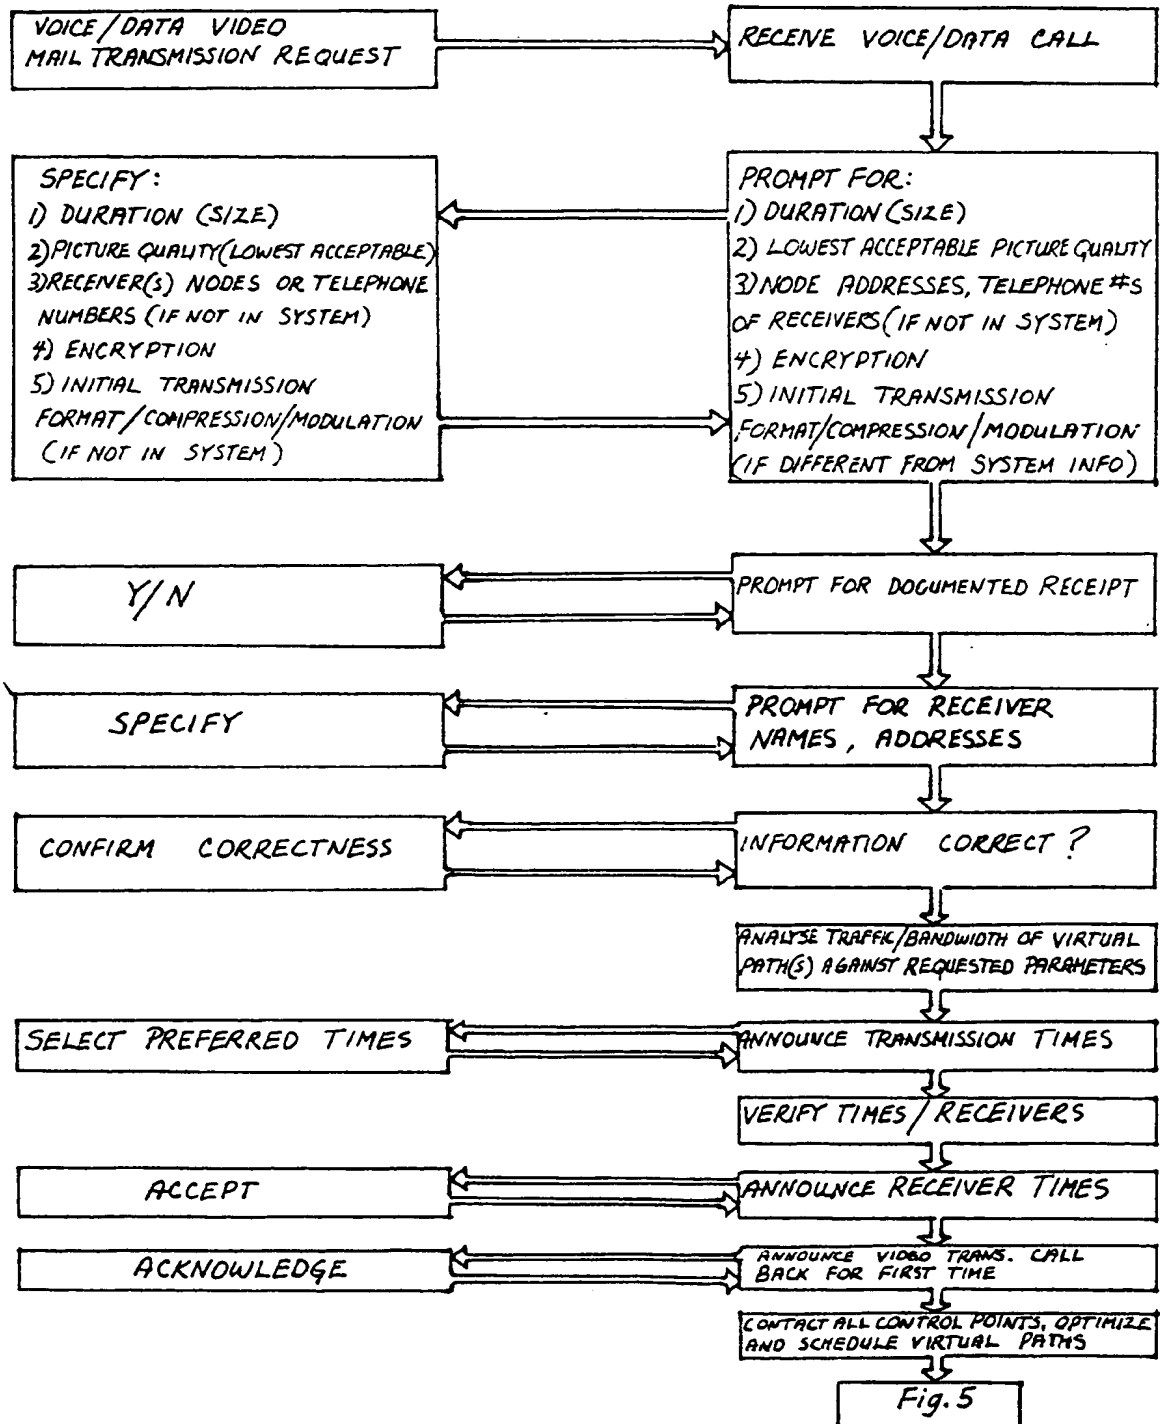 VOICE/DATA VIDEO
MAIL TRANSMISSION REQUEST
RECEIVE VOICE/DATA CALL
SPECIFY:
1) DURATION (SIZE)
2) PICTURE QUALITY (LOWEST ACCEPTABLE)
3) RECEIVER(S) NODES OR TELEPHONE
NUMBERS (IF NOT IN SYSTEM)
4) ENCRYPTION
5) INITIAL TRANSMISSION
FORMAT/COMPRESSION/MODULATION
(IF NOT IN SYSTEM)
PROMPT FOR:
1) DURATION (SIZE)
2) LOWEST ACCEPTABLE PICTURE QUALITY
3) NODE ADDRESSES, TELEPHONE #S
OF RECEIVERS (IF NOT IN SYSTEM)
4) ENCRYPTION
5) INITIAL TRANSMISSION
FORMAT/COMPRESSION/MODULATION
(IF DIFFERENT FROM SYSTEM INFO)
Y/N
PROMPT FOR DOCUMENTED RECEIPT
SPECIFY
PROMPT FOR RECEIVER
NAMES, ADDRESSES
CONFIRM CORRECTNESS
INFORMATION CORRECT?
ANALYSE TRAFFIC/BANDWIDTH OF VIRTUAL
PATH(S) AGAINST REQUESTED PARAMETERS
SELECT PREFERRED TIMES
ANNOUNCE TRANSMISSION TIMES
VERIFY TIMES/RECEIVERS
ACCEPT
ANNOUNCE RECEIVER TIMES
ACKNOWLEDGE
ANNOUNCE VIDEO TRANS. CALL
BACK FOR FIRST TIME
CONTACT ALL CONTROL POINTS, OPTIMIZE
AND SCHEDULE VIRTUAL PATHS
Fig. 5